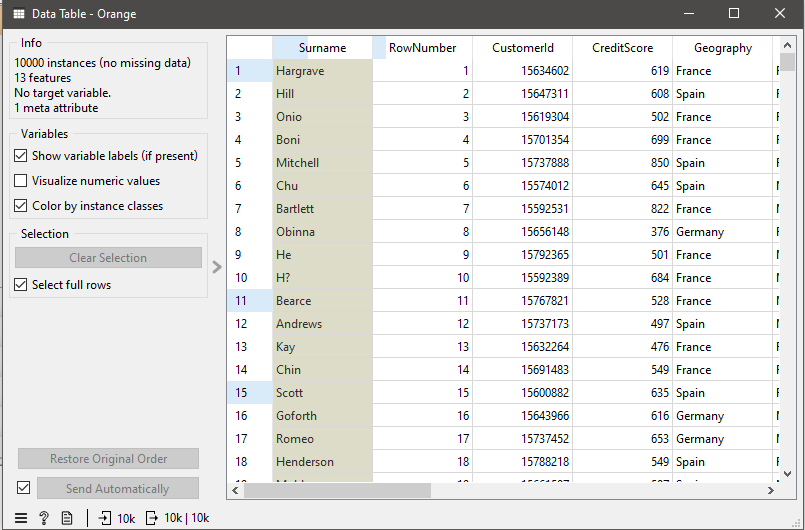 Data Table - Orange
Info
10000 instances (no missing data)
13 features
No target variable.
1 meta attribute
Variables
Show variable labels (if present)
Visualize numeric values
Color by instance classes
Selection
Clear Selection
Select full rows
Restore Original Order
Send Automatically
10k
10k | 10k
Surname RowNumber CustomerId CreditScore Geography
1 Hargrave 1 15634602 619 France
2 Hill 2 15647311 608 Spain
3 Onio 3 15619304 502 France
4 Boni 4 15701354 699 France
5 Mitchell 5 15737888 850 Spain
6 Chu 6 15574012 645 Spain
7 Bartlett 7 15592531 822 France
8 Obinna 8 15656148 376 Germany
9 He 9 15792365 501 France
10 H? 10 15592389 684 France
11 Bearce 11 15767821 528 France
12 Andrews 12 15737173 497 Spain
13 Kay 13 15632264 476 France
14 Chin 14 15691483 549 France
15 Scott 15 15600882 635 Spain
16 Goforth 16 15643966 616 Germany
17 Romeo 17 15737452 653 Germany
18 Henderson 18 15788218 549 Spain